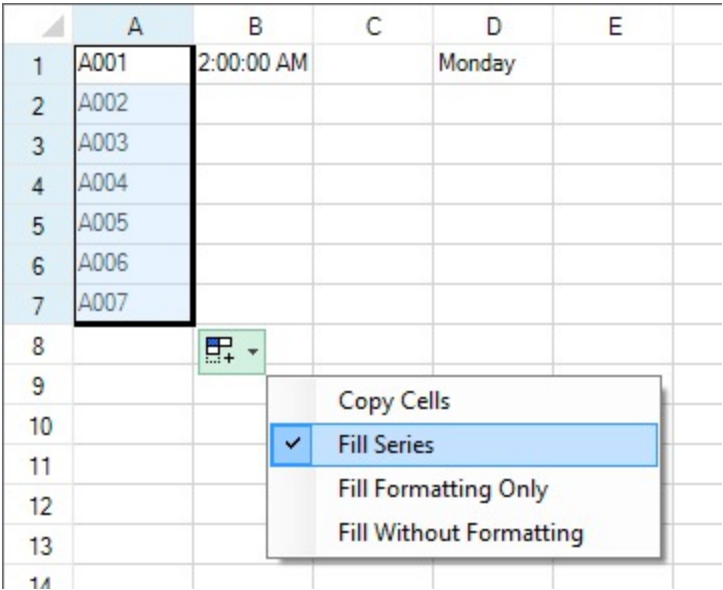 A B C D E
1 A001 2:00:00 AM Monday
2 A002
3 A003
4 A004
5 A005
6 A006
7 A007
8
9
Copy Cells
10
Fill Series
11
Fill Formatting Only
12
Fill Without Formatting
13
14